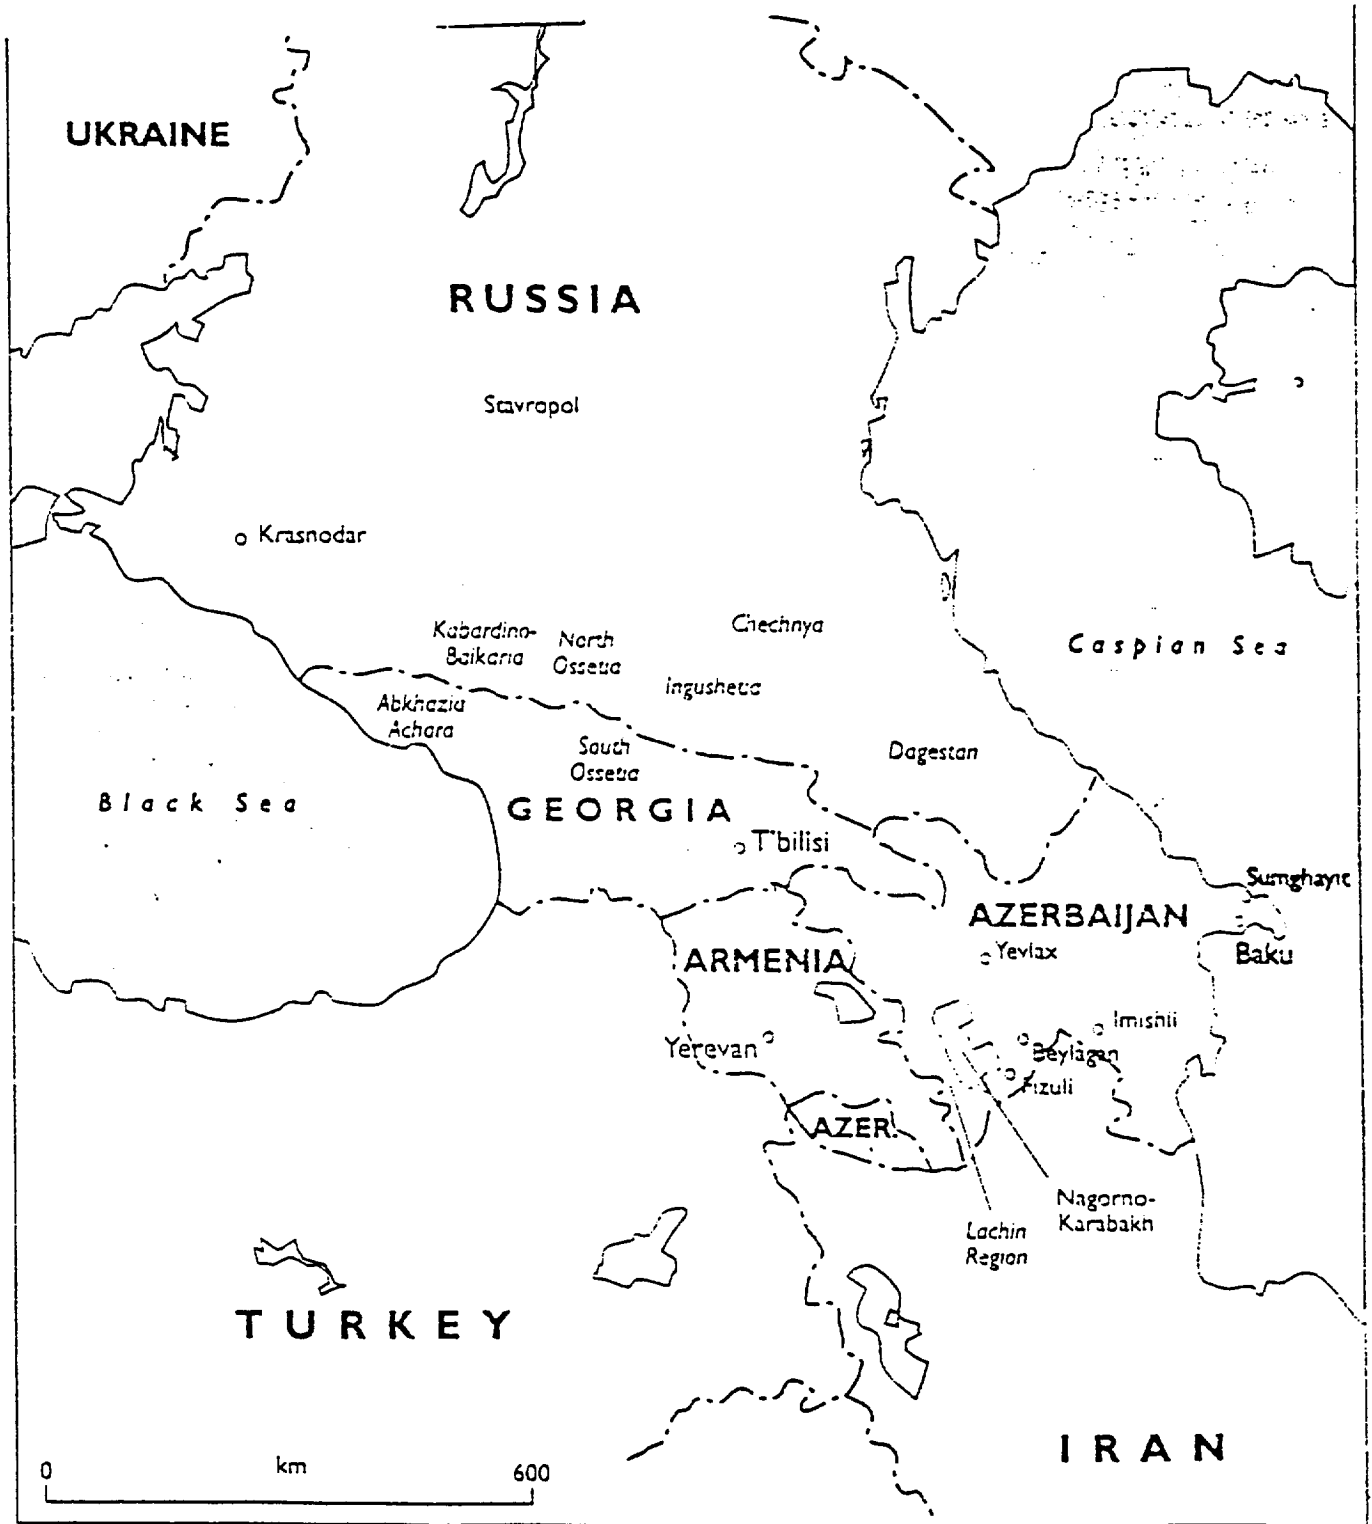 UKRAINE
RUSSIA
Stavropol
Krasnodar
Kabardino-
Baikaria
North
Ossetia
Chechnya
Ingushetia
Caspian Sea
Abkhazia
Achara
South
Ossetia
Dagestan
Black Sea
GEORGIA
T'bilisi
Sumghayit
AZERBAIJAN
ARMENIA
Yevlax
Baku
Imishli
Yerevan
Beylagan
Fizuli
AZER.
Nagorno-
Karabakh
Lachin
Region
TURKEY
IRAN
0 km 600